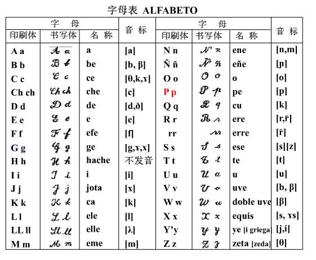 字母表 ALFABETO
字 母 音 标 字 母 音 标
印刷体 书写体 名 称 印刷体 书写体 名 称
A a A a a [a] N n N n ene [n,m]
B b B b be [b, β] Ñ ñ Ñ ñ eñe [ɲ]
C c C c ce [θ,k,ɤ] O o O o o [o]
Ch ch Ch ch che [c] P p P p pe [p]
D d D d de [d,ð] Q q Q q cu [k]
E e E e e [e] R r R r ere [r,ř]
F f F f efe [f] rr rr erre [ř]
G g G g ge [g,ɤ,x] S s S s ese [s][z]
H h H h hache 不发音 T t T t te [t]
I i I i i [i] U u U u u [u]
J j J j jota [x] V v V v uve [b, β]
K k K k ca [k] W w W w doble uve [β]
L l L l ele [l] X x X x equis [s, ɤs]
LL ll LL ll elle [ʎ] Y'y Y y ye [i griega] [j,i]
M m M m eme [m] Z z Z z zeta [zeda] [θ]